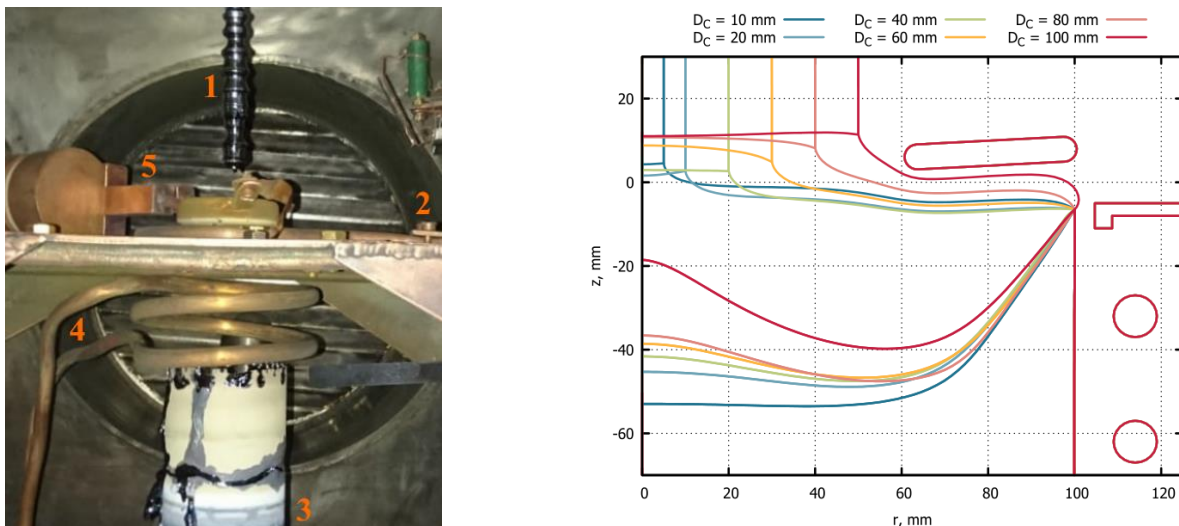 1
2
3
4
5
D_C = 10 mm
D_C = 20 mm
D_C = 40 mm
D_C = 60 mm
D_C = 80 mm
D_C = 100 mm
z, mm
20
0
-20
-40
-60
0
20
40
60
80
100
120
r, mm